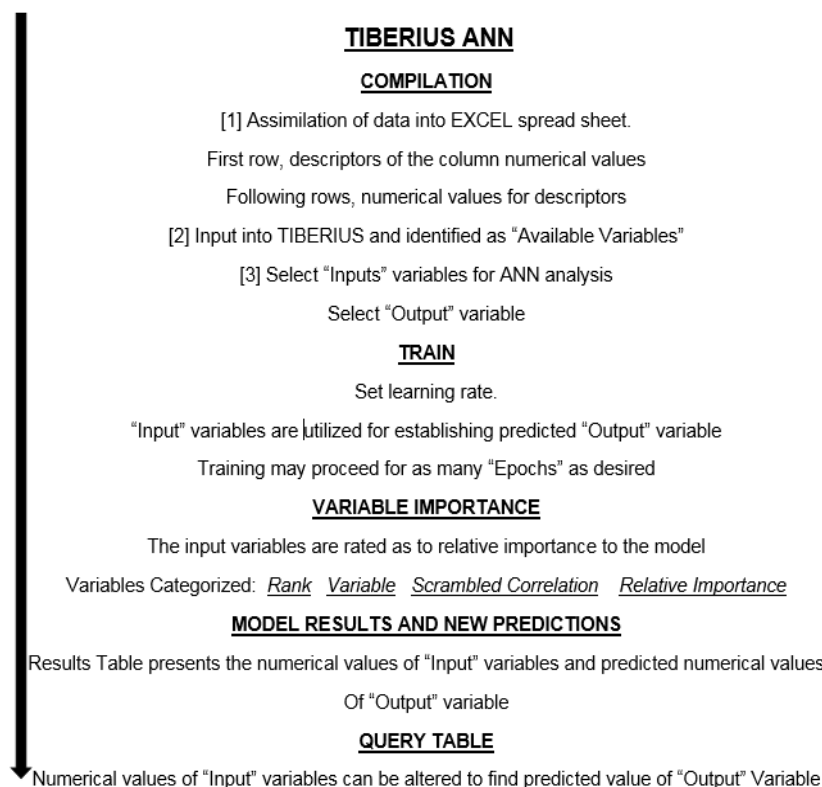 TIBERIUS ANN
COMPILATION
[1] Assimilation of data into EXCEL spread sheet.
First row, descriptors of the column numerical values
Following rows, numerical values for descriptors
[2] Input into TIBERIUS and identified as “Available Variables”
[3] Select “Inputs” variables for ANN analysis
Select “Output” variable
TRAIN
Set learning rate.
“Input” variables are utilized for establishing predicted “Output” variable
Training may proceed for as many “Epochs” as desired
VARIABLE IMPORTANCE
The input variables are rated as to relative importance to the model
Variables Categorized: Rank Variable Scrambled Correlation Relative Importance
MODEL RESULTS AND NEW PREDICTIONS
Results Table presents the numerical values of “Input” variables and predicted numerical values
Of “Output” variable
QUERY TABLE
Numerical values of “Input” variables can be altered to find predicted value of “Output” Variable